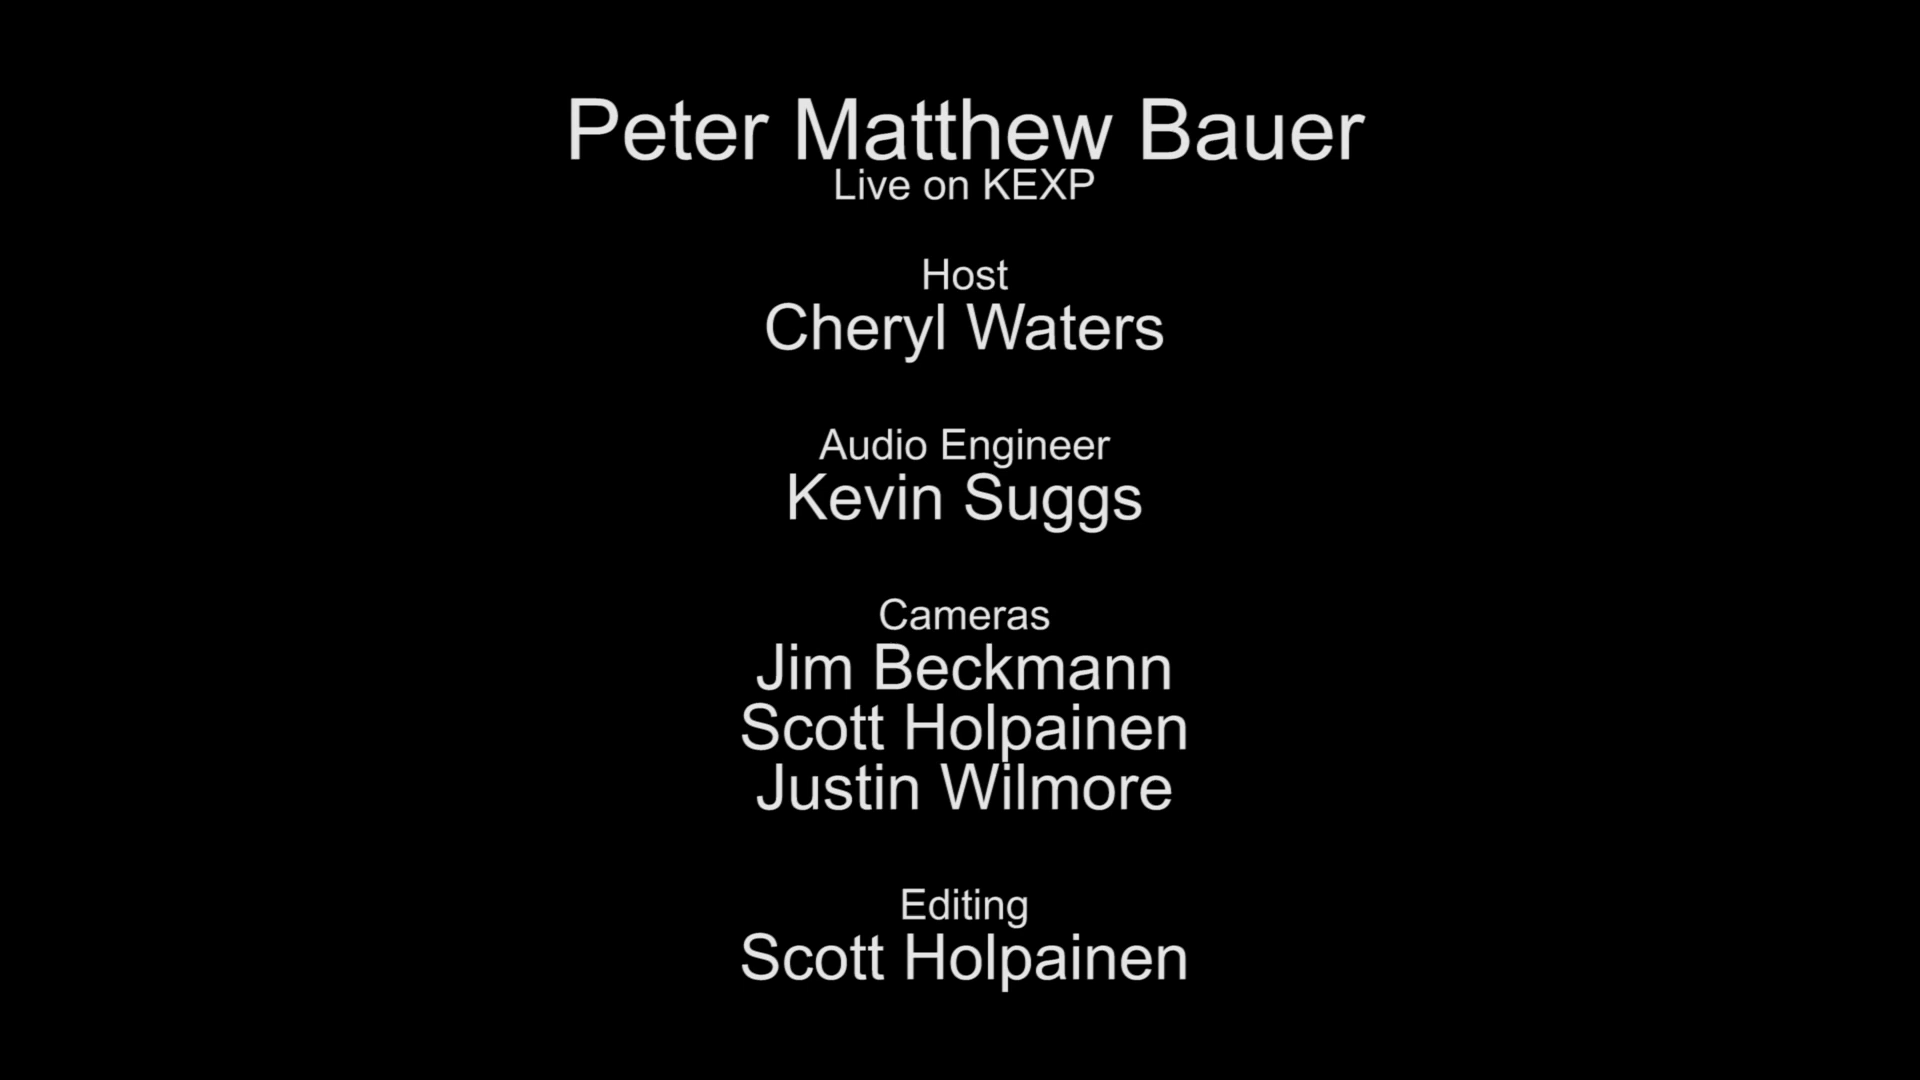 Peter Matthew Bauer
Live on KEXP
Host
Cheryl Waters
Audio Engineer
Kevin Suggs
Cameras
Jim Beckmann
Scott Holpainen
Justin Wilmore
Editing
Scott Holpainen